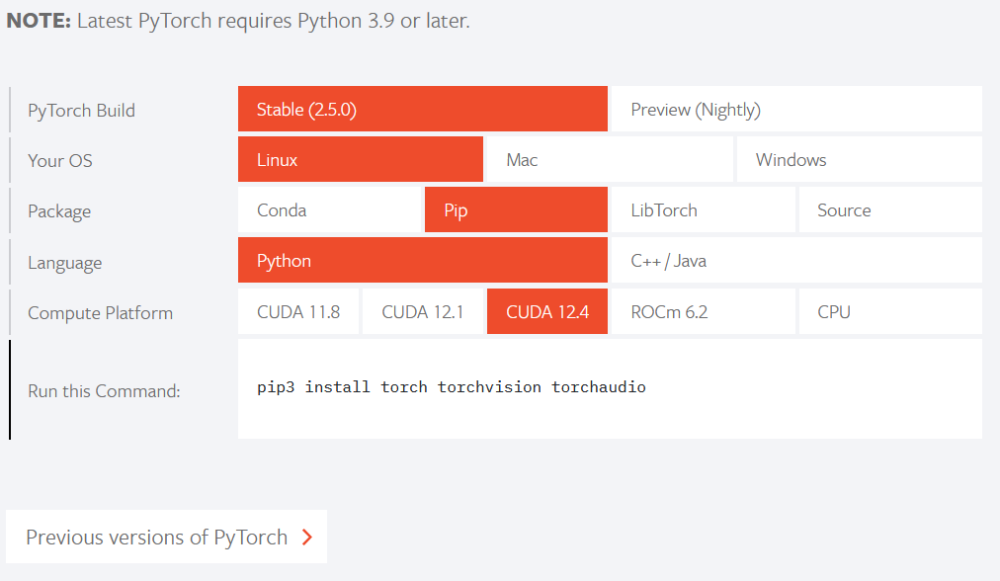 NOTE: Latest PyTorch requires Python 3.9 or later.
PyTorch Build Stable (2.5.0) Preview (Nightly)
Your OS Linux Mac Windows
Package Conda Pip LibTorch Source
Language Python C++ / Java
Compute Platform CUDA 11.8 CUDA 12.1 CUDA 12.4 ROCm 6.2 CPU
Run this Command: pip3 install torch torchvision torchaudio
Previous versions of PyTorch